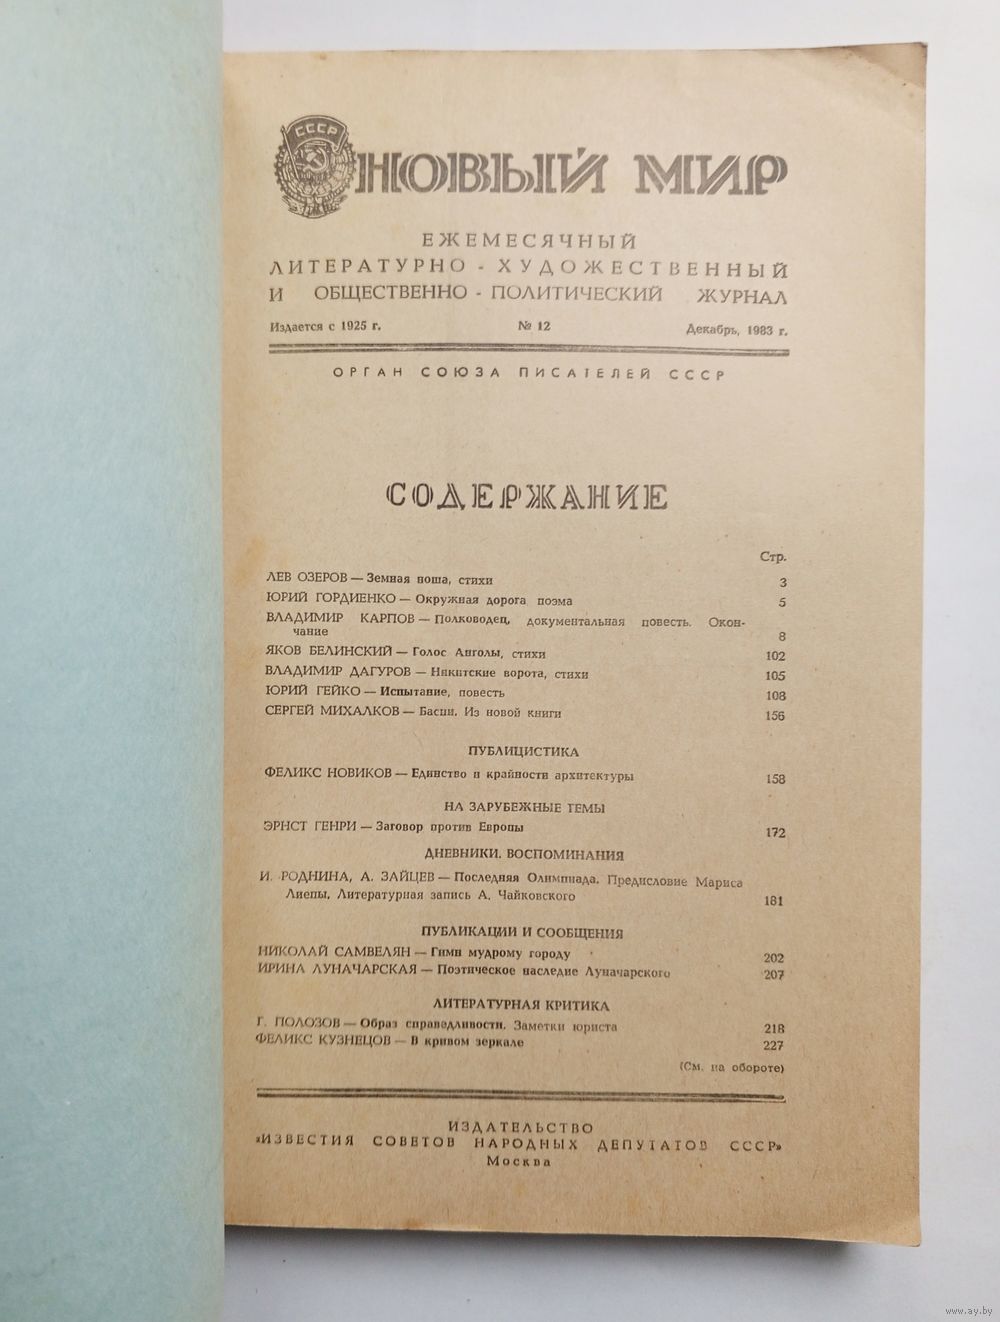 СССР
НОВЫЙ МИР
ЕЖЕМЕСЯЧНЫЙ
ЛИТЕРАТУРНО - ХУДОЖЕСТВЕННЫЙ
И ОБЩЕСТВЕННО - ПОЛИТИЧЕСКИЙ ЖУРНАЛ
Издается с 1925 г. № 12 Декабрь, 1983 г.
ОРГАН СОЮЗА ПИСАТЕЛЕЙ СССР
СОДЕРЖАНИЕ
Стр.
ЛЕВ ОЗЕРОВ — Земная ноша, стихи 3
ЮРИЙ ГОРДИЕНКО — Окружная дорога поэма 5
ВЛАДИМИР КАРПОВ — Полководец, документальная повесть. Окон-
чание 8
ЯКОВ БЕЛИНСКИЙ — Голос Анголы, стихи 102
ВЛАДИМИР ДАГУРОВ — Никитские ворота, стихи 105
ЮРИЙ ГЕЙКО — Испытание, повесть 108
СЕРГЕЙ МИХАЛКОВ — Басни. Из новой книги 156
ПУБЛИЦИСТИКА
ФЕЛИКС НОВИКОВ — Единство и крайности архитектуры 158
НА ЗАРУБЕЖНЫЕ ТЕМЫ
ЭРНСТ ГЕНРИ — Заговор против Европы 172
ДНЕВНИКИ. ВОСПОМИНАНИЯ
И. РОДНИНА, А. ЗАЙЦЕВ — Последняя Олимпиада. Предисловие Мариса
Лиепы. Литературная запись А. Чайковского 181
ПУБЛИКАЦИИ И СООБЩЕНИЯ
НИКОЛАЙ САМВЕЛЯН — Гимн мудрому городу 202
ИРИНА ЛУНАЧАРСКАЯ — Поэтическое наследие Луначарского 207
ЛИТЕРАТУРНАЯ КРИТИКА
Г. ПОЛОЗОВ — Образ справедливости. Заметки юриста 218
ФЕЛИКС КУЗНЕЦОВ — В кривом зеркале 227
(См. на обороте)
ИЗДАТЕЛЬСТВО
«ИЗВЕСТИЯ СОВЕТОВ НАРОДНЫХ ДЕПУТАТОВ СССР»
Москва
www.ay.by